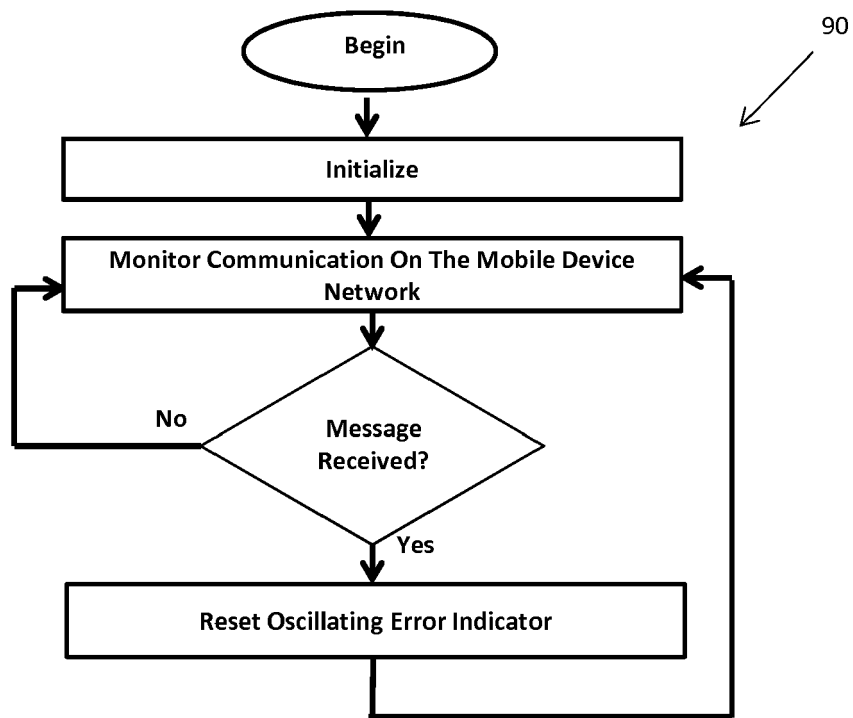 Begin
90
Initialize
Monitor Communication On The Mobile Device
Network
No
Message
Received?
Yes
Reset Oscillating Error Indicator